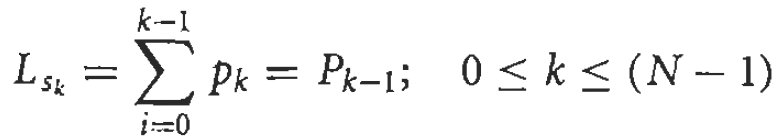 $L_{s_k} = \sum_{i=0}^{k-1} p_k = P_{k-1}; \quad 0 \leq k \leq (N-1)$